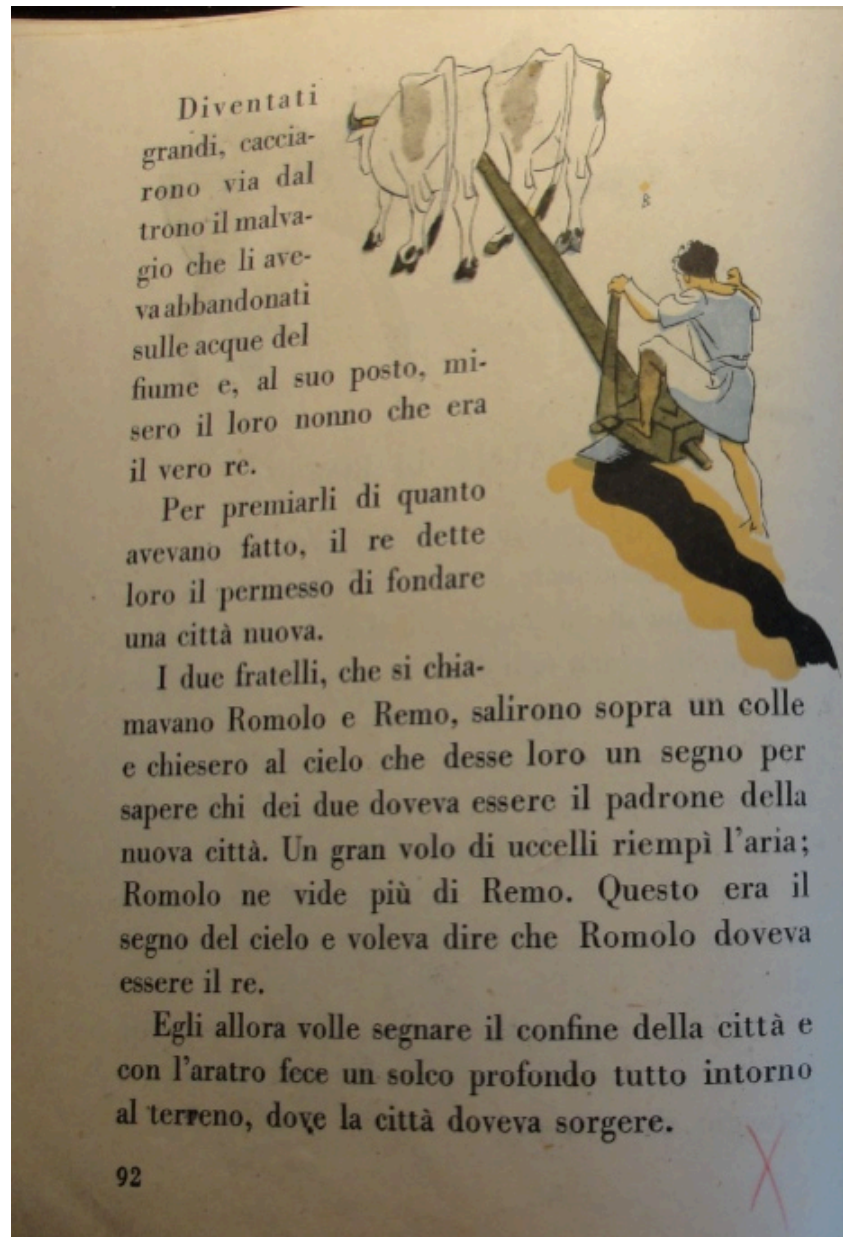 Diventati
grandi, caccia-
rono via dal
trono il malva-
gio che li ave-
va abbandonati
sulle acque del
fiume e, al suo posto, mi-
sero il loro nonno che era
il vero re.
Per premiarli di quanto
avevano fatto, il re dette
loro il permesso di fondare
una città nuova.
I due fratelli, che si chia-
mavano Romolo e Remo, salirono sopra un colle
e chiesero al cielo che desse loro un segno per
sapere chi dei due doveva essere il padrone della
nuova città. Un gran volo di uccelli riempì l'aria;
Romolo ne vide più di Remo. Questo era il
segno del cielo e voleva dire che Romolo doveva
essere il re.
Egli allora volle segnare il confine della città e
con l'aratro fece un solco profondo tutto intorno
al terreno, dove la città doveva sorgere.
92